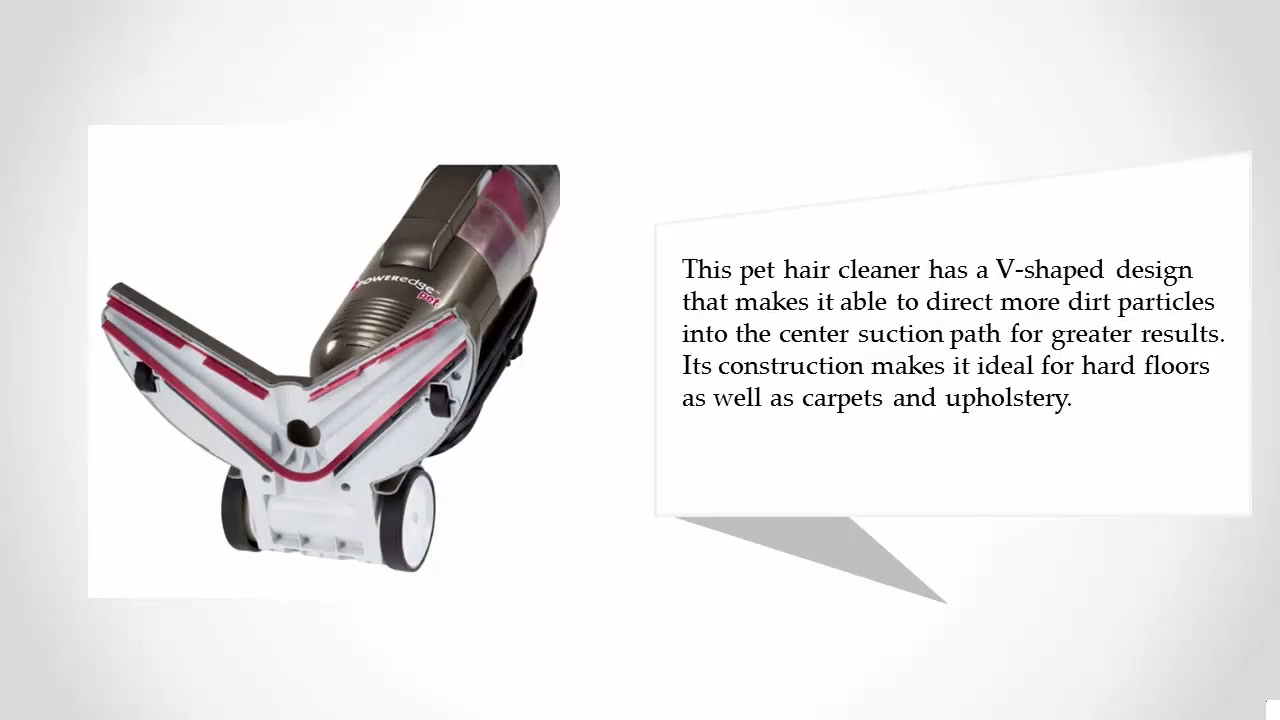 POWEREDGE
pet
This pet hair cleaner has a V-shaped design
that makes it able to direct more dirt particles
into the center suction path for greater results.
Its construction makes it ideal for hard floors
as well as carpets and upholstery.